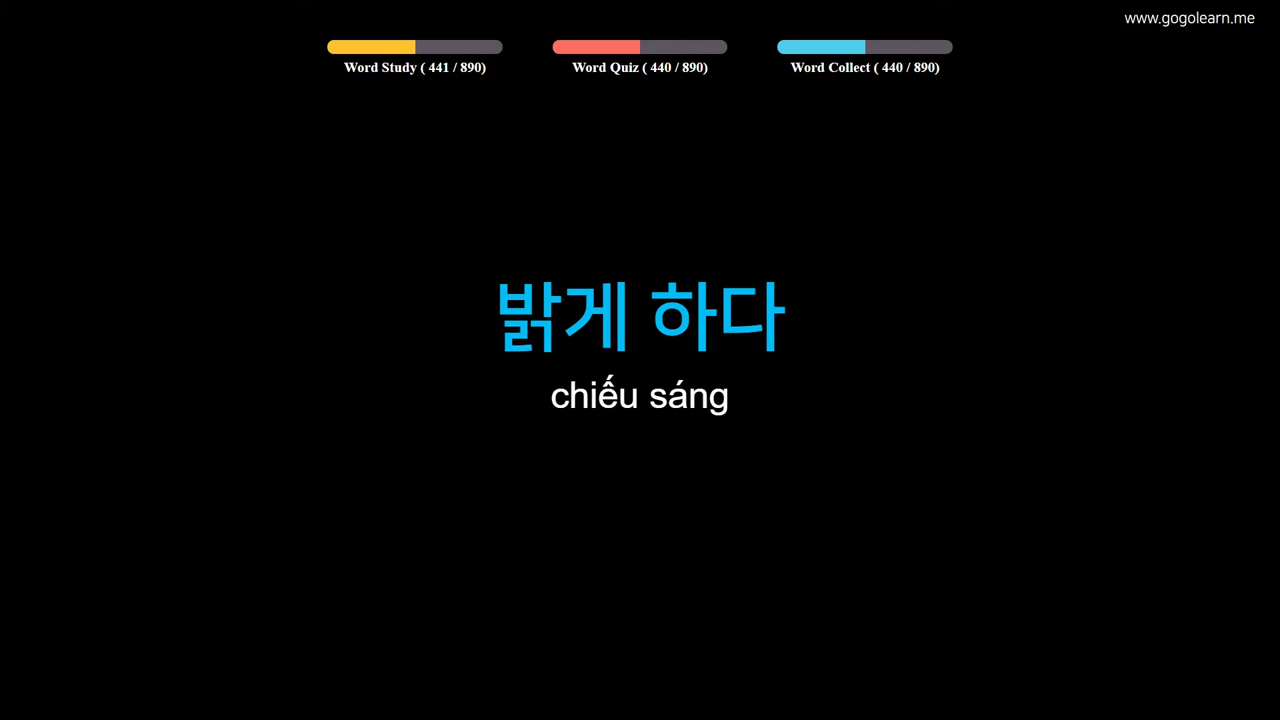 www.gogolearn.me
Word Study ( 441 / 890)
Word Quiz ( 440 / 890)
Word Collect ( 440 / 890)
밝게 하다
chiếu sáng